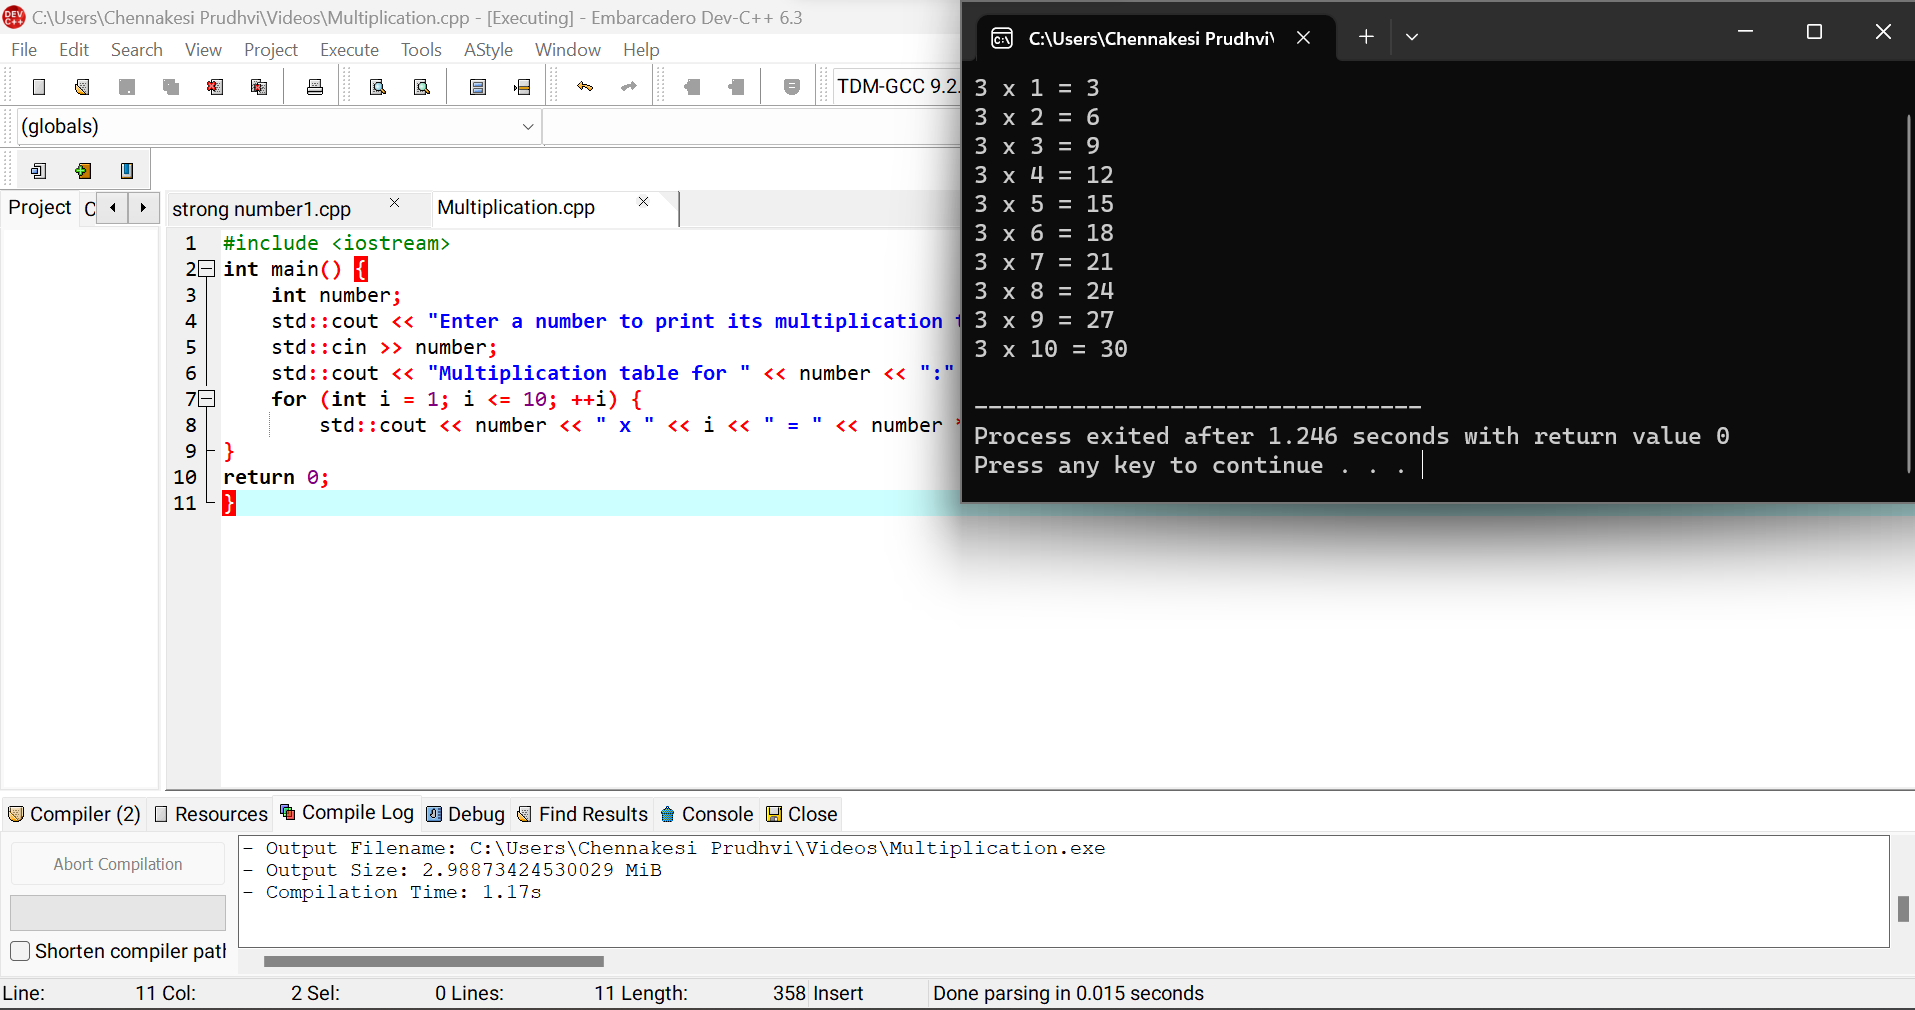 C:\Users\Chennakesi Prudhvi\Videos\Multiplication.cpp - [Executing] - Embarcadero Dev-C++ 6.3
File Edit Search View Project Execute Tools AStyle Window Help
TDM-GCC 9.2.
(globals)
Project C
strong number1.cpp Multiplication.cpp
1 #include <iostream>
2 int main() {
3 int number;
4 std::cout << "Enter a number to print its multiplication t
5 std::cin >> number;
6 std::cout << "Multiplication table for " << number << ":"
7 for (int i = 1; i <= 10; ++i) {
8 std::cout << number << " x " << i << " = " << number *
9 }
10 return 0;
11 }
C:\Users\Chennakesi Prudhvi\
3 x 1 = 3
3 x 2 = 6
3 x 3 = 9
3 x 4 = 12
3 x 5 = 15
3 x 6 = 18
3 x 7 = 21
3 x 8 = 24
3 x 9 = 27
3 x 10 = 30
--------------------------------
Process exited after 1.246 seconds with return value 0
Press any key to continue . . .
Compiler (2) Resources Compile Log Debug Find Results Console Close
Abort Compilation
Shorten compiler path
- Output Filename: C:\Users\Chennakesi Prudhvi\Videos\Multiplication.exe
- Output Size: 2.98873424530029 MiB
- Compilation Time: 1.17s
Line: 11 Col: 2 Sel: 0 Lines: 11 Length: 358 Insert Done parsing in 0.015 seconds